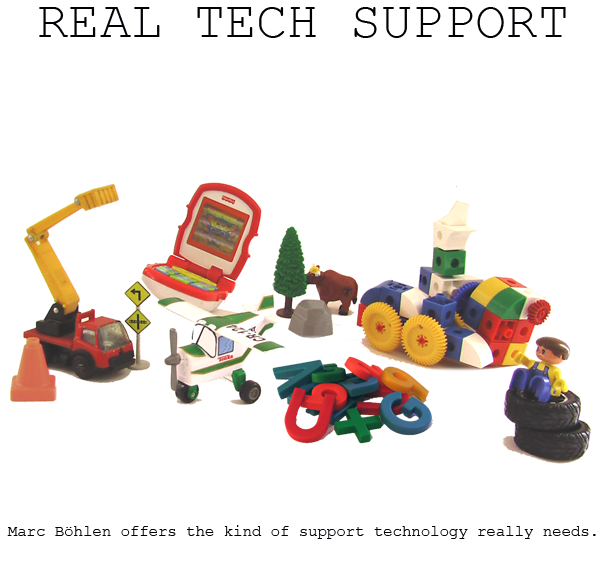 REAL TECH SUPPORT
Marc Böhlen offers the kind of support technology really needs.